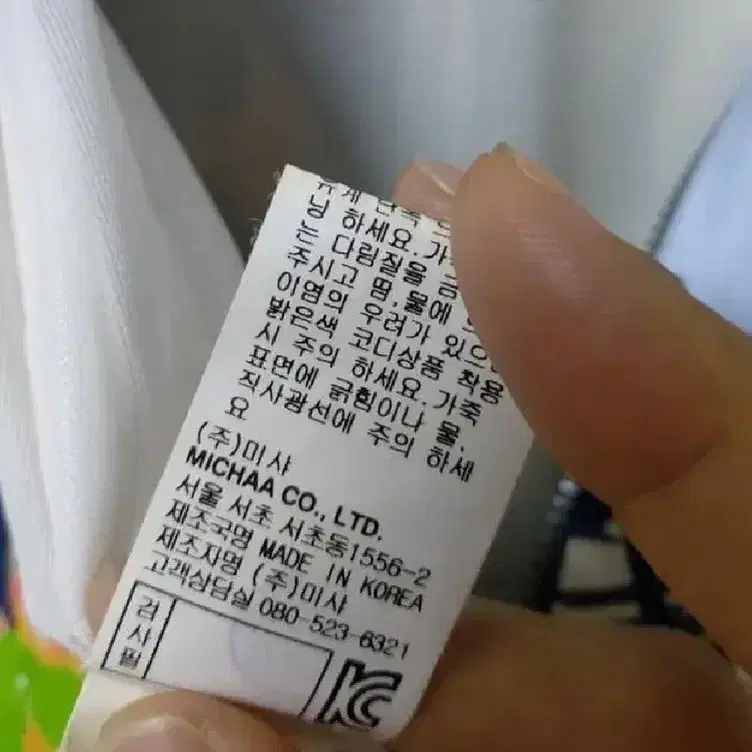 하세요. 가
는 다림질을 금
주시고 땀, 물에
이염의 우려가 있으
밝은색 코디상품 착용
시 주의 하세요. 가죽
표면에 긁힘이나 물,
직사광선에 주의 하세
요
(주)미샤
MICHAA CO., LTD.
서울 서초 서초동1556-2
제조국명 MADE IN KOREA
제조자명 (주)미샤
고객상담실 080-523-6321
검사필
KC